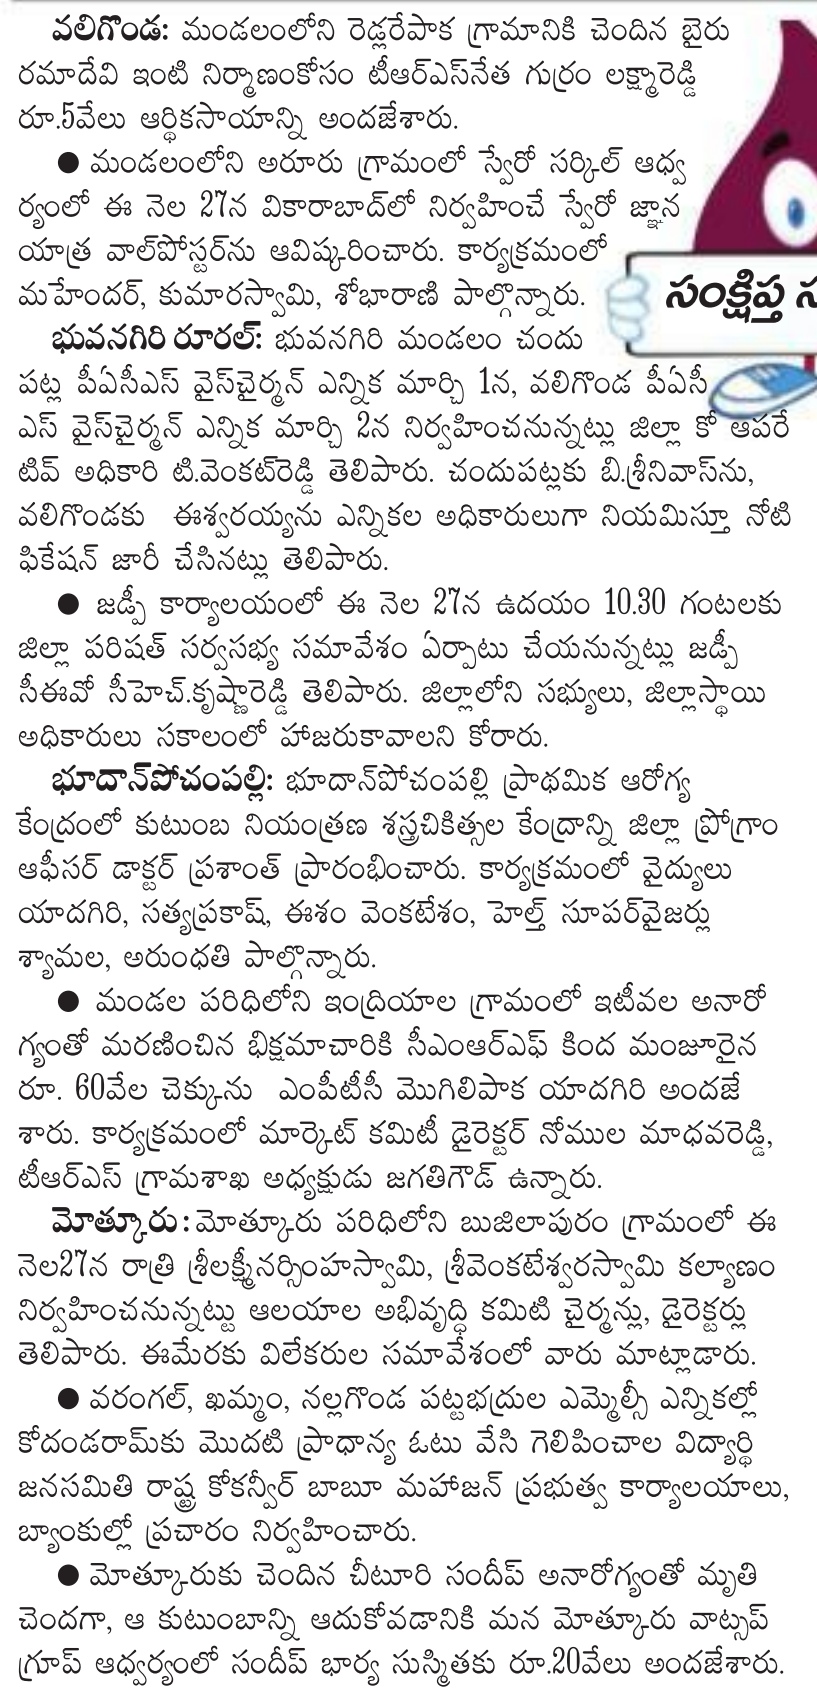 వలిగొండ: మండలంలోని రెడ్లరేపాక గ్రామానికి చెందిన బైరు
రమాదేవి ఇంటి నిర్మాణంకోసం టీఆర్ఎస్‌నేత గుర్రం లక్ష్మారెడ్డి
రూ.5వేలు ఆర్థికసాయాన్ని అందజేశారు.
● మండలంలోని అరూరు గ్రామంలో స్వేరో సర్కిల్ ఆధ్వ
ర్యంలో ఈ నెల 27న వికారాబాద్‌లో నిర్వహించే స్వేరో జ్ఞాన
యాత్ర వాల్‌పోస్టర్‌ను ఆవిష్కరించారు. కార్యక్రమంలో
మహేందర్, కుమారస్వామి, శోభారాణి పాల్గొన్నారు.
సంక్షిప్త స
భువనగిరి రూరల్: భువనగిరి మండలం చందు
పట్ల పీఏసీఎస్ వైస్‌చైర్మన్ ఎన్నిక మార్చి 1న, వలిగొండ పీఏసీ
ఎస్ వైస్‌చైర్మన్ ఎన్నిక మార్చి 2న నిర్వహించనున్నట్లు జిల్లా కో ఆపరే
టివ్ అధికారి టి.వెంకట్‌రెడ్డి తెలిపారు. చందుపట్లకు బి.శ్రీనివాస్‌ను,
వలిగొండకు ఈశ్వరయ్యను ఎన్నికల అధికారులుగా నియమిస్తూ నోటి
ఫికేషన్ జారీ చేసినట్లు తెలిపారు.
● జడ్పీ కార్యాలయంలో ఈ నెల 27న ఉదయం 10.30 గంటలకు
జిల్లా పరిషత్ సర్వసభ్య సమావేశం ఏర్పాటు చేయనున్నట్లు జడ్పీ
సీఈవో సీహెచ్.కృష్ణారెడ్డి తెలిపారు. జిల్లాలోని సభ్యులు, జిల్లాస్థాయి
అధికారులు సకాలంలో హాజరుకావాలని కోరారు.
భూదాన్‌పోచంపల్లి: భూదాన్‌పోచంపల్లి ప్రాథమిక ఆరోగ్య
కేంద్రంలో కుటుంబ నియంత్రణ శస్త్రచికిత్సల కేంద్రాన్ని జిల్లా ప్రోగ్రాం
ఆఫీసర్ డాక్టర్ ప్రశాంత్ ప్రారంభించారు. కార్యక్రమంలో వైద్యులు
యాదగిరి, సత్యప్రకాష్, ఈశం వెంకటేశం, హెల్త్ సూపర్‌వైజర్లు
శ్యామల, అరుంధతి పాల్గొన్నారు.
● మండల పరిధిలోని ఇంద్రియాల గ్రామంలో ఇటీవల అనారో
గ్యంతో మరణించిన భిక్షమాచారికి సీఎంఆర్ఎఫ్ కింద మంజూరైన
రూ. 60వేల చెక్కును ఎంపీటీసీ మొగిలిపాక యాదగిరి అందజే
శారు. కార్యక్రమంలో మార్కెట్ కమిటీ డైరెక్టర్ నోముల మాధవరెడ్డి,
టీఆర్ఎస్ గ్రామశాఖ అధ్యక్షుడు జగతిగౌడ్ ఉన్నారు.
మోత్కూరు: మోత్కూరు పరిధిలోని బుజిలాపురం గ్రామంలో ఈ
నెల27న రాత్రి శ్రీలక్ష్మీనర్సింహస్వామి, శ్రీవెంకటేశ్వరస్వామి కల్యాణం
నిర్వహించనున్నట్టు ఆలయాల అభివృద్ధి కమిటి చైర్మన్లు, డైరెక్టర్లు
తెలిపారు. ఈమేరకు విలేకరుల సమావేశంలో వారు మాట్లాడారు.
● వరంగల్, ఖమ్మం, నల్లగొండ పట్టభద్రుల ఎమ్మెల్సీ ఎన్నికల్లో
కోదండరామ్‌కు మొదటి ప్రాధాన్య ఓటు వేసి గెలిపించాల విద్యార్థి
జనసమితి రాష్ట్ర కోకన్వీర్ బాబూ మహాజన్ ప్రభుత్వ కార్యాలయాలు,
బ్యాంకుల్లో ప్రచారం నిర్వహించారు.
● మోత్కూరుకు చెందిన చీటూరి సందీప్ అనారోగ్యంతో మృతి
చెందగా, ఆ కుటుంబాన్ని ఆదుకోవడానికి మన మోత్కూరు వాట్సప్
గ్రూప్ ఆధ్వర్యంలో సందీప్ భార్య సుస్మితకు రూ.20వేలు అందజేశారు.